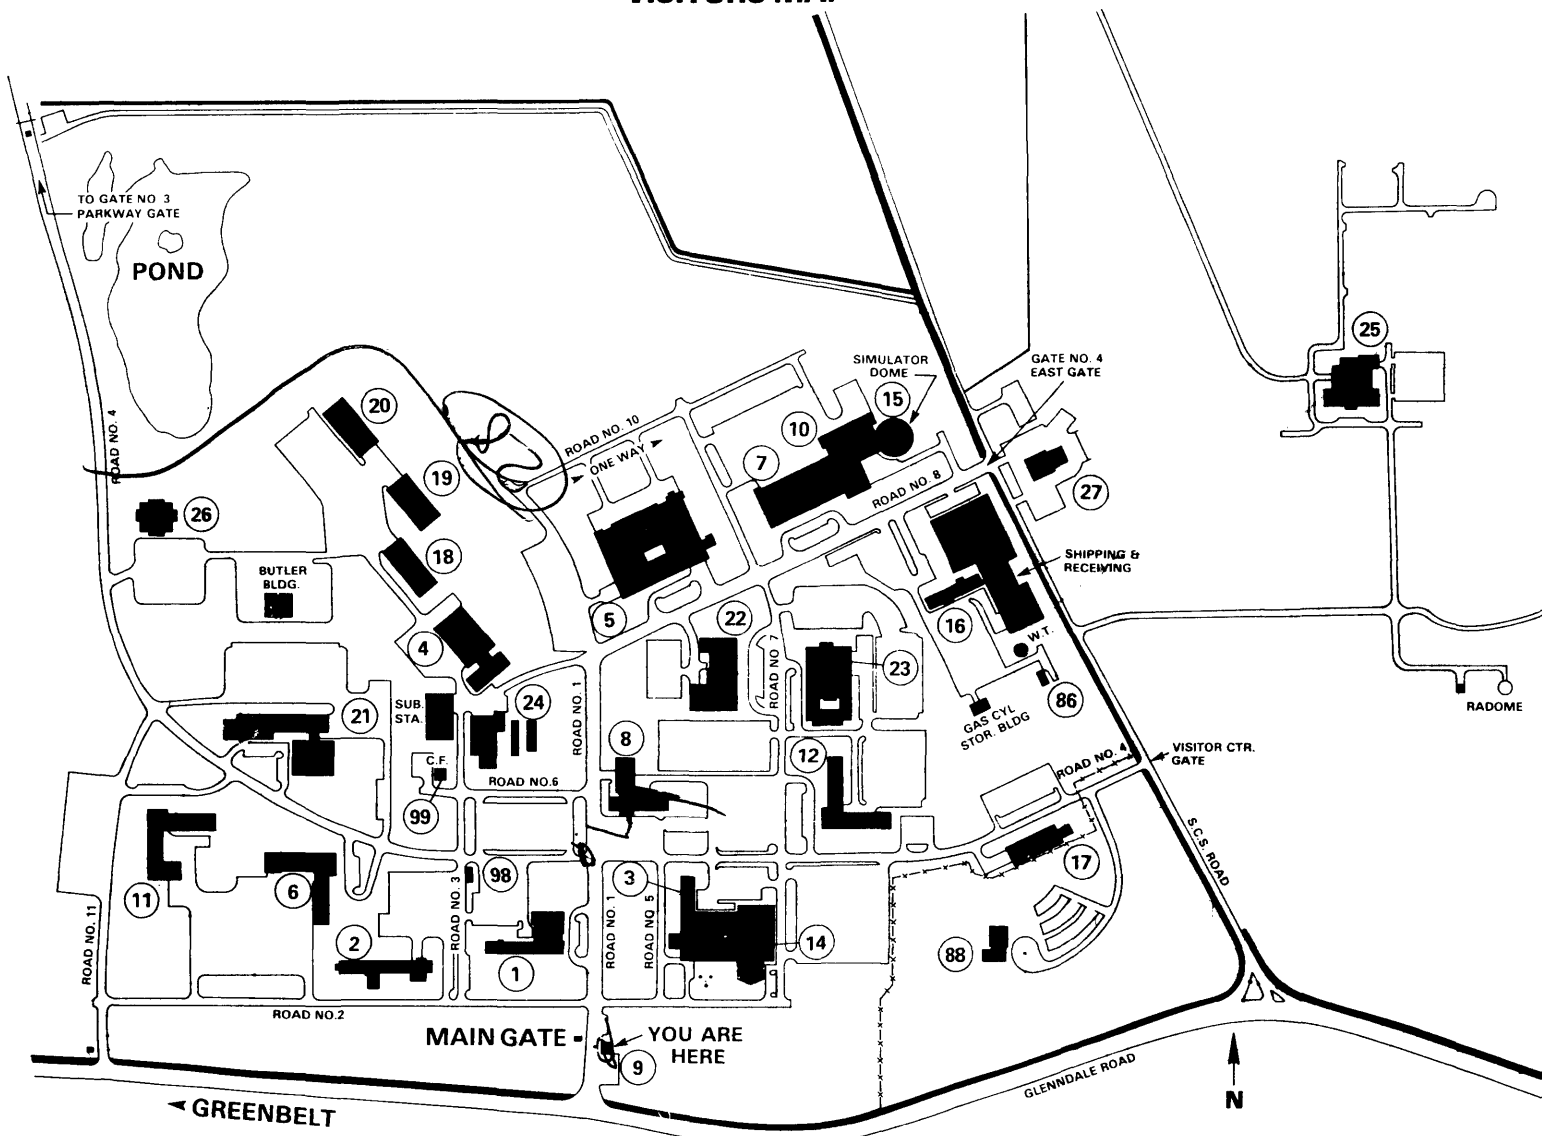 TO GATE NO 3
PARKWAY GATE
POND
ROAD NO. 4
20
19
18
26
BUTLER
BLDG.
4
ROAD NO. 10
ONE WAY
5
7
10
15
SIMULATOR
DOME
ROAD NO. 8
GATE NO. 4
EAST GATE
27
25
SHIPPING &
RECEIVING
16
W.T.
86
GAS CYL
STOR. BLDG
RADOME
22
ROAD NO 7
23
21
SUB.
STA.
24
ROAD NO. 1
8
C.F.
ROAD NO.6
99
12
ROAD NO. 4
VISITOR CTR.
GATE
S.C.S. ROAD
11
6
98
3
17
ROAD NO. 11
2
ROAD NO. 3
1
ROAD NO. 1
ROAD NO 5
14
88
ROAD NO.2
MAIN GATE
YOU ARE
HERE
9
GLENNDALE ROAD
N
GREENBELT